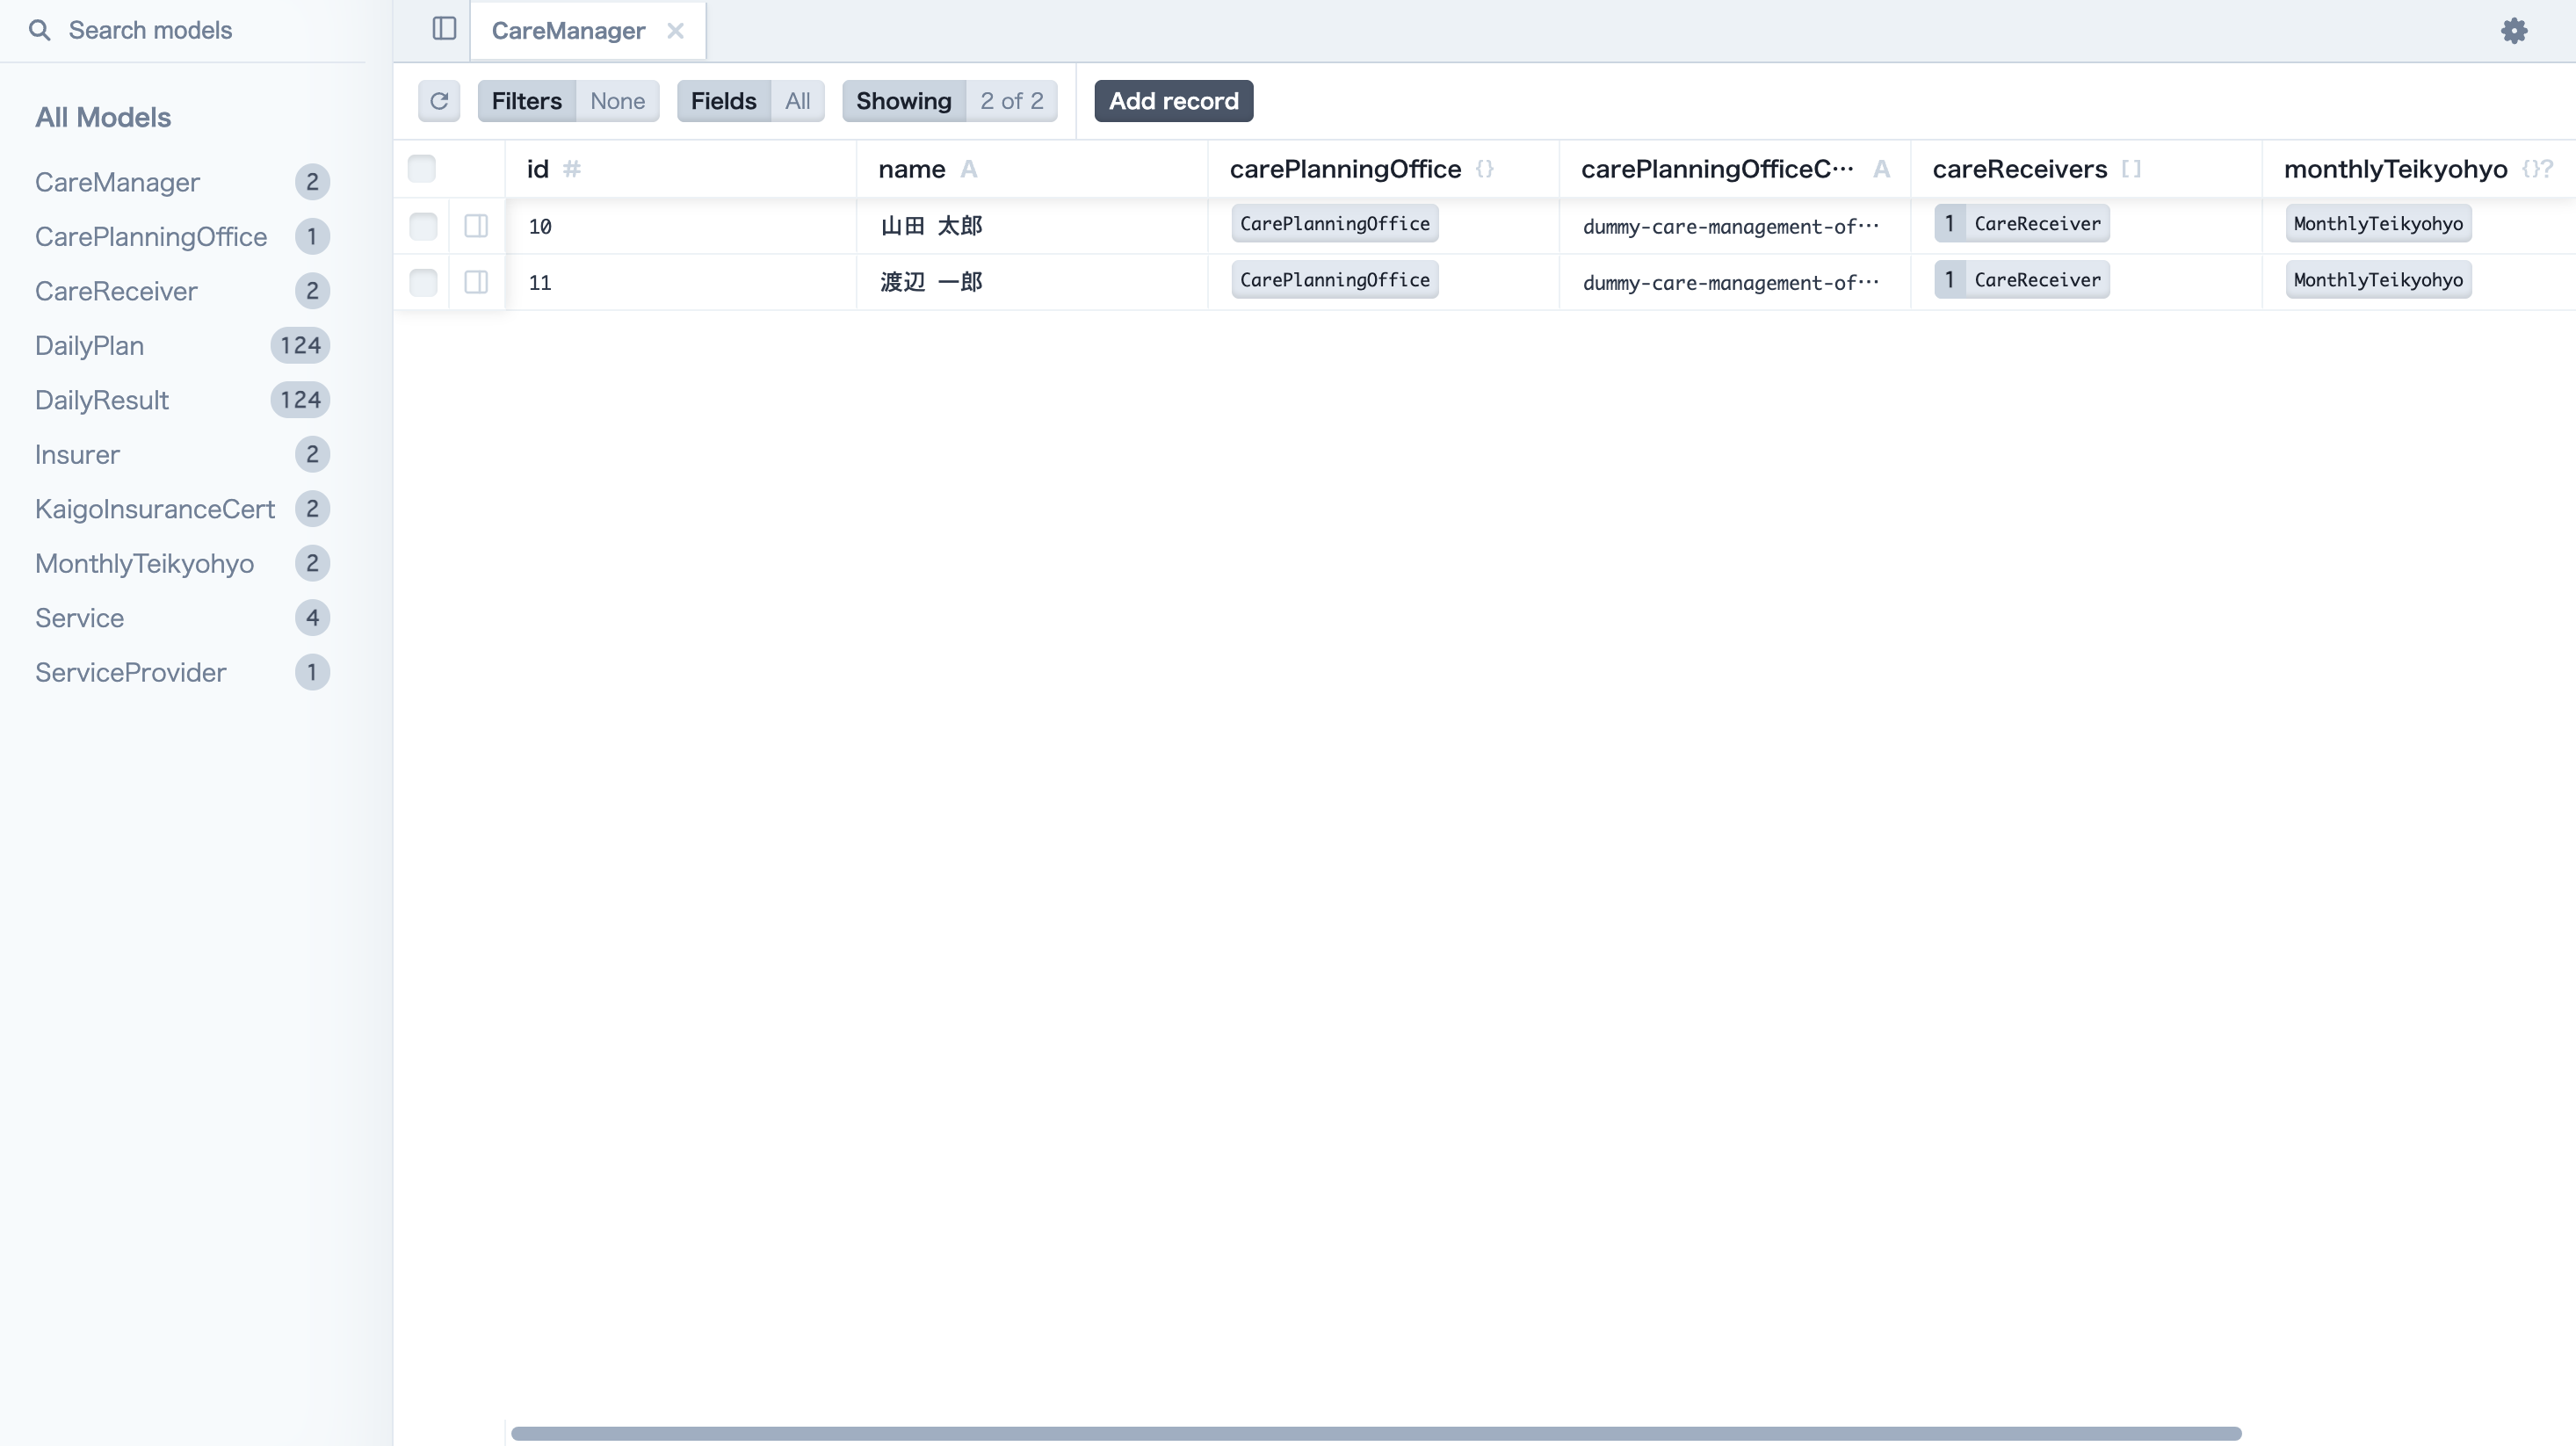 Search models
CareManager
Filters None Fields All Showing 2 of 2 Add record
All Models
CareManager 2
CarePlanningOffice 1
CareReceiver 2
DailyPlan 124
DailyResult 124
Insurer 2
KaigoInsuranceCert 2
MonthlyTeikyohyo 2
Service 4
ServiceProvider 1
id # name A carePlanningOffice {} carePlanningOfficeC… A careReceivers [] monthlyTeikyohyo {}?
10 山田 太郎 CarePlanningOffice dummy-care-management-of… 1 CareReceiver MonthlyTeikyohyo
11 渡辺 一郎 CarePlanningOffice dummy-care-management-of… 1 CareReceiver MonthlyTeikyohyo